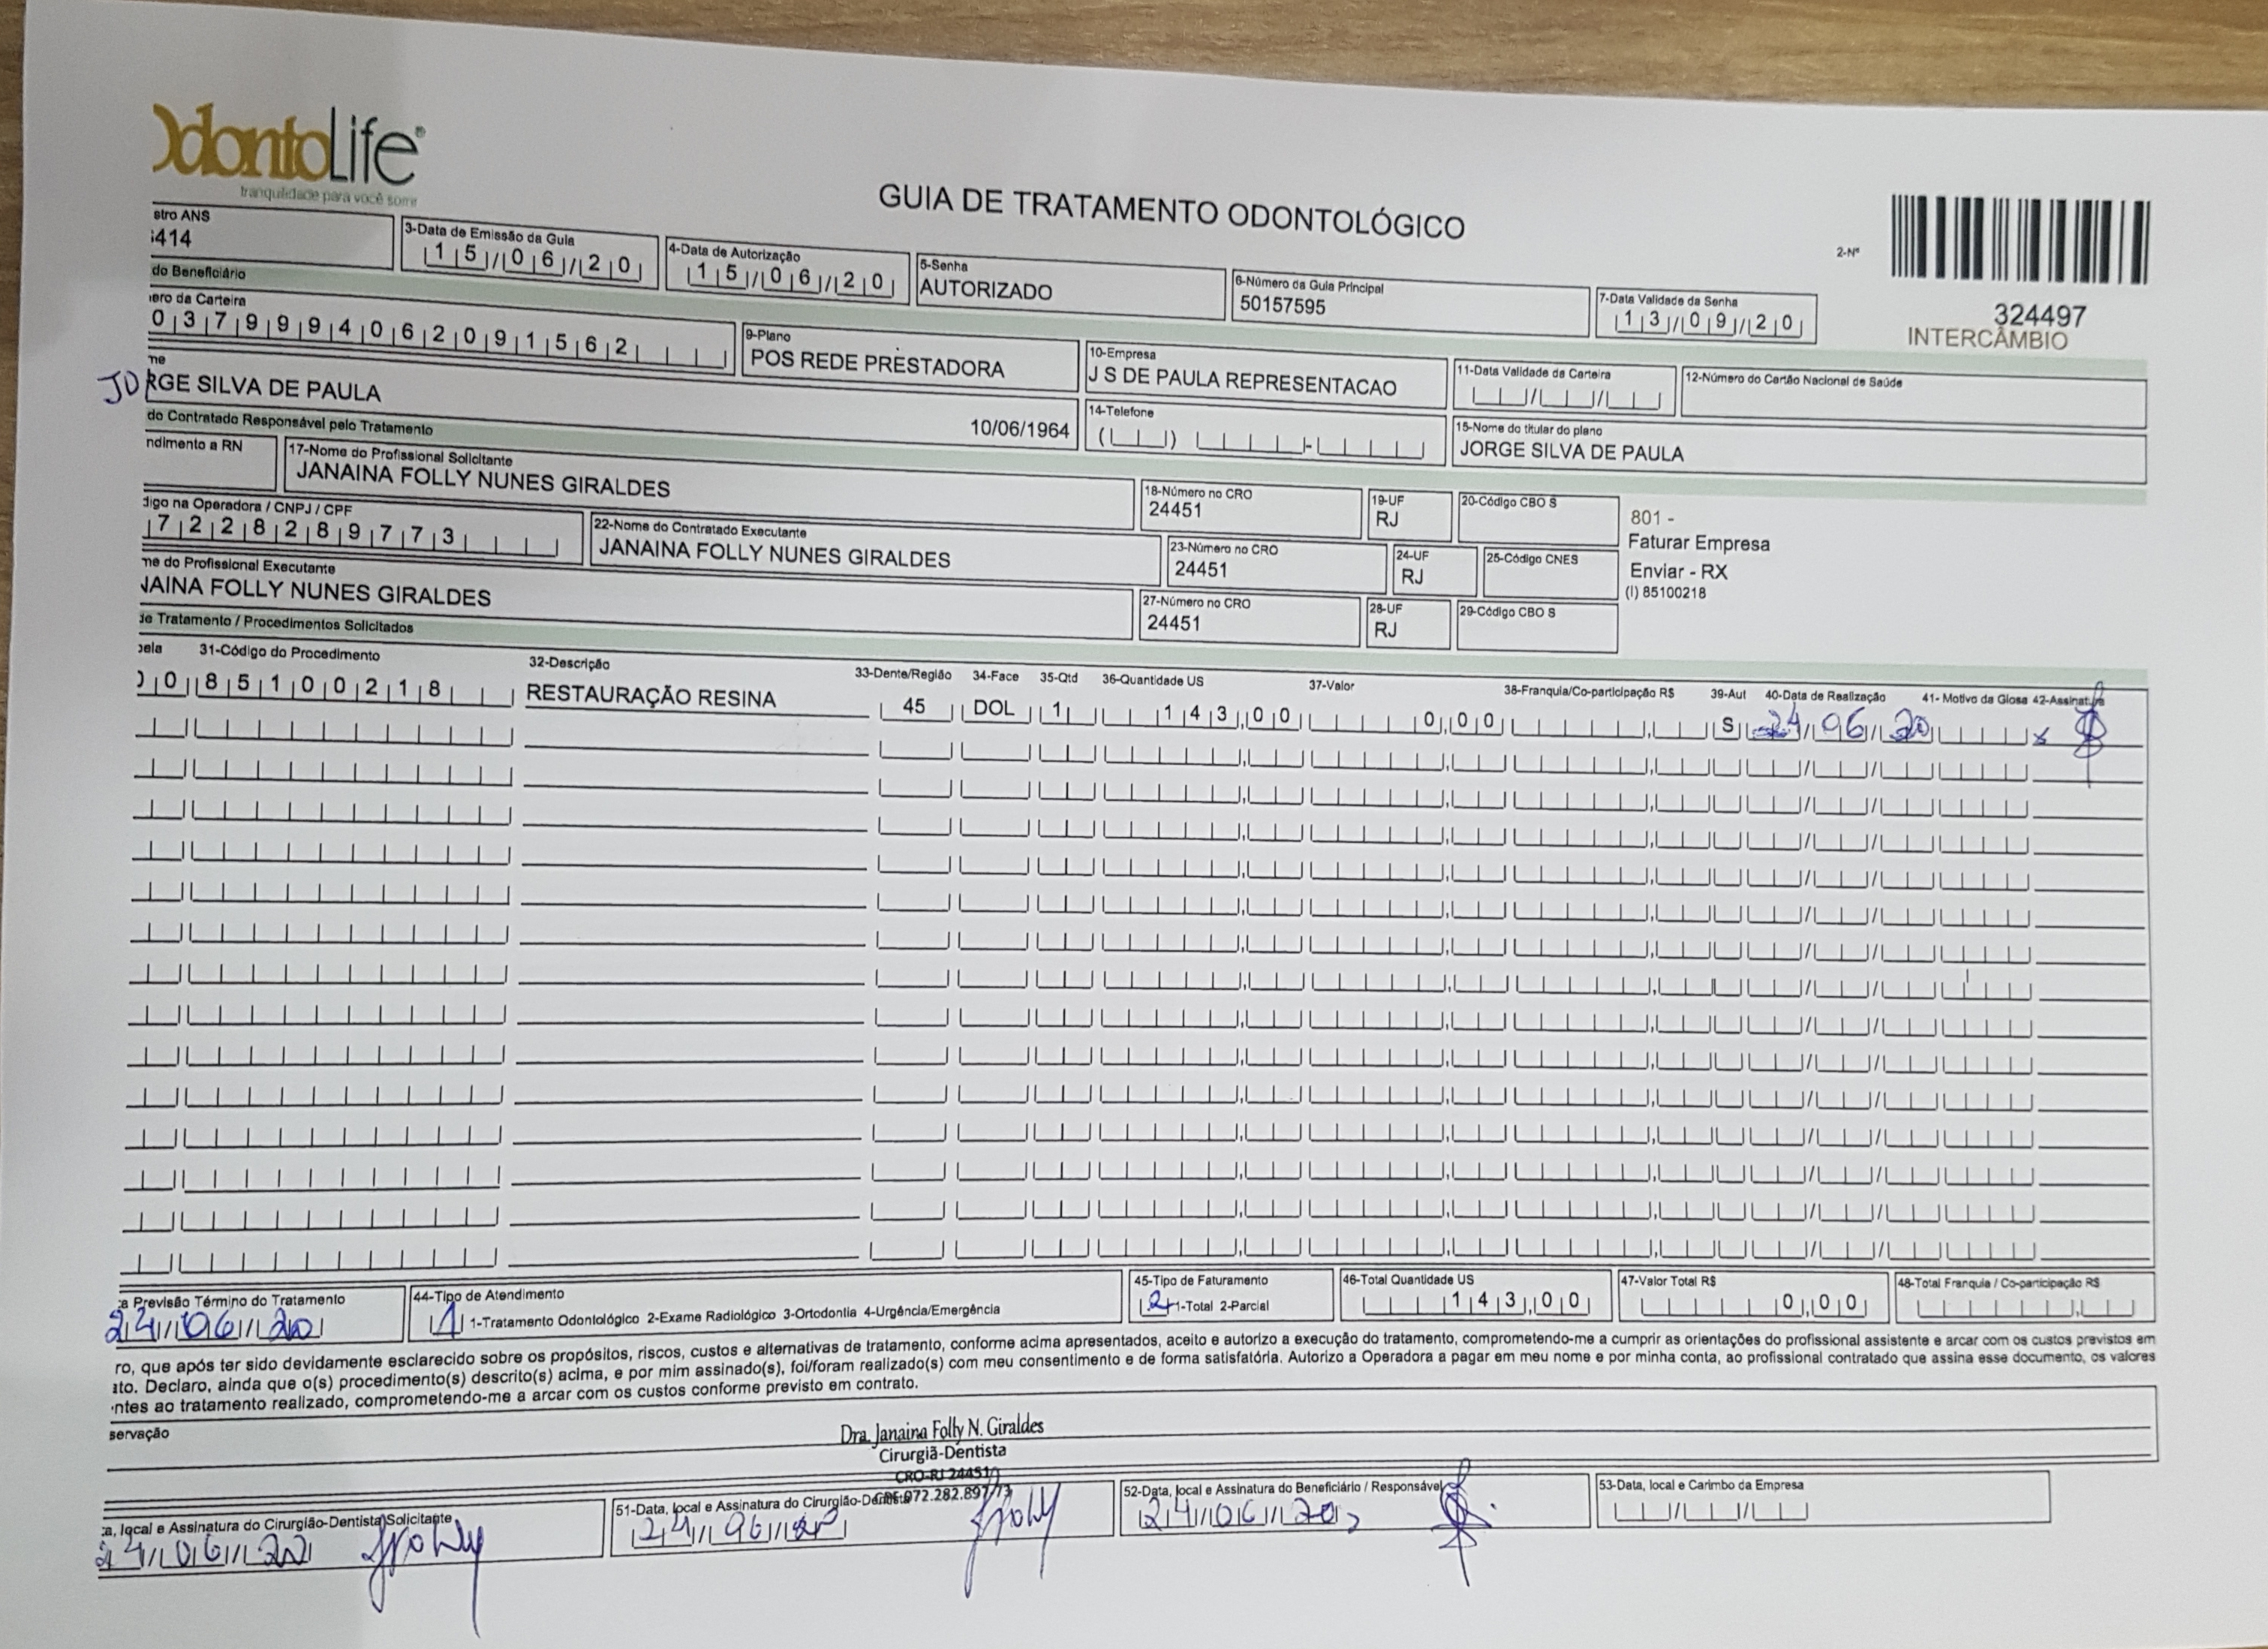 OdontoLife®
tranquilidade para você sorrir
GUIA DE TRATAMENTO ODONTOLÓGICO
2-Nº
324497
INTERCÂMBIO
stro ANS
414
3-Data de Emissão da Guia
15/06/20
4-Data de Autorização
15/06/20
5-Senha
AUTORIZADO
6-Número da Guia Principal
50157595
7-Data Validade da Senha
13/09/20
do Beneficiário
ero da Carteira
0379994062091562
9-Plano
POS REDE PRESTADORA
10-Empresa
J S DE PAULA REPRESENTACAO
11-Data Validade da Carteira
12-Número do Cartão Nacional de Saúde
me
JORGE SILVA DE PAULA
10/06/1964
14-Telefone
15-Nome do titular do plano
JORGE SILVA DE PAULA
do Contratado Responsável pelo Tratamento
ndimento a RN
17-Nome do Profissional Solicitante
JANAINA FOLLY NUNES GIRALDES
18-Número no CRO
24451
19-UF
RJ
20-Código CBO S
801 -
Faturar Empresa
Enviar - RX
(I) 85100218
digo na Operadora / CNPJ / CPF
7228289773
22-Nome do Contratado Executante
JANAINA FOLLY NUNES GIRALDES
23-Número no CRO
24451
24-UF
RJ
25-Código CNES
me do Profissional Executante
NAINA FOLLY NUNES GIRALDES
27-Número no CRO
24451
28-UF
RJ
29-Código CBO S
de Tratamento / Procedimentos Solicitados
bela 31-Código do Procedimento 32-Descrição 33-Dente/Região 34-Face 35-Qtd 36-Quantidade US 37-Valor 38-Franquia/Co-participação R$ 39-Aut 40-Data de Realização 41- Motivo da Glosa 42-Assinatura
0 85100218 RESTAURAÇÃO RESINA 45 DOL 1 143,00 0,00 S 24/06/20 x
a Previsão Término do Tratamento
24/06/20
44-Tipo de Atendimento
1 1-Tratamento Odontológico 2-Exame Radiológico 3-Ortodontia 4-Urgência/Emergência
45-Tipo de Faturamento
1-Total 2-Parcial
46-Total Quantidade US
143,00
47-Valor Total R$
0,00
48-Total Franquia / Co-participação R$
ro, que após ter sido devidamente esclarecido sobre os propósitos, riscos, custos e alternativas de tratamento, conforme acima apresentados, aceito e autorizo a execução do tratamento, comprometendo-me a cumprir as orientações do profissional assistente e arcar com os custos previstos em
ato. Declaro, ainda que o(s) procedimento(s) descrito(s) acima, e por mim assinado(s), foi/foram realizado(s) com meu consentimento e de forma satisfatória. Autorizo a Operadora a pagar em meu nome e por minha conta, ao profissional contratado que assina esse documento, os valores
ntes ao tratamento realizado, comprometendo-me a arcar com os custos conforme previsto em contrato.
servação
Dra. Janaina Folly N. Giraldes
Cirurgiã-Dentista
CRO-RJ 24451
CPF: 072.282.897/73
a, local e Assinatura do Cirurgião-Dentista Solicitante
24/06/20
51-Data, local e Assinatura do Cirurgião-Dentista
24/06/20
52-Data, local e Assinatura do Beneficiário / Responsável
24/06/20
53-Data, local e Carimbo da Empresa